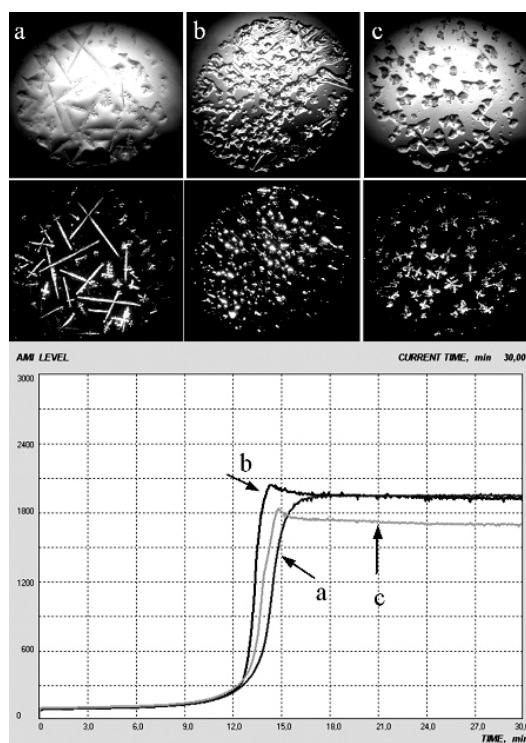 a b c
AMI LEVEL CURRENT TIME, min 30,00
3000
2400
b
1800
1200
a c
600
0
0 3,0 6,0 9,0 12,0 15,0 18,0 21,0 24,0 27,0 30,0
TIME, min